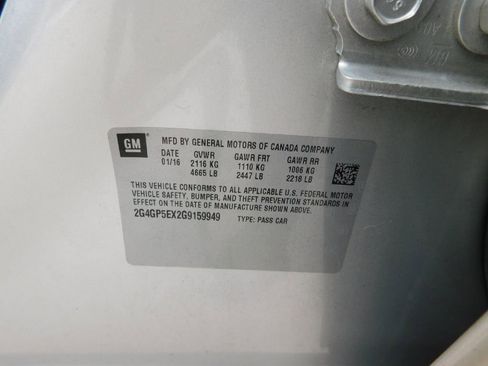 GM
MFD BY GENERAL MOTORS OF CANADA COMPANY
DATE GVWR GAWR FRT GAWR RR
01/16 2116 KG 1110 KG 1006 KG
4665 LB 2447 LB 2218 LB
THIS VEHICLE CONFORMS TO ALL APPLICABLE U.S. FEDERAL MOTOR
VEHICLE SAFETY, BUMPER, AND THEFT PREVENTION STANDARDS
IN EFFECT ON THE DATE OF MANUFACTURE SHOWN ABOVE.
2G4GP5EX2G9159949 TYPE: PASS CAR